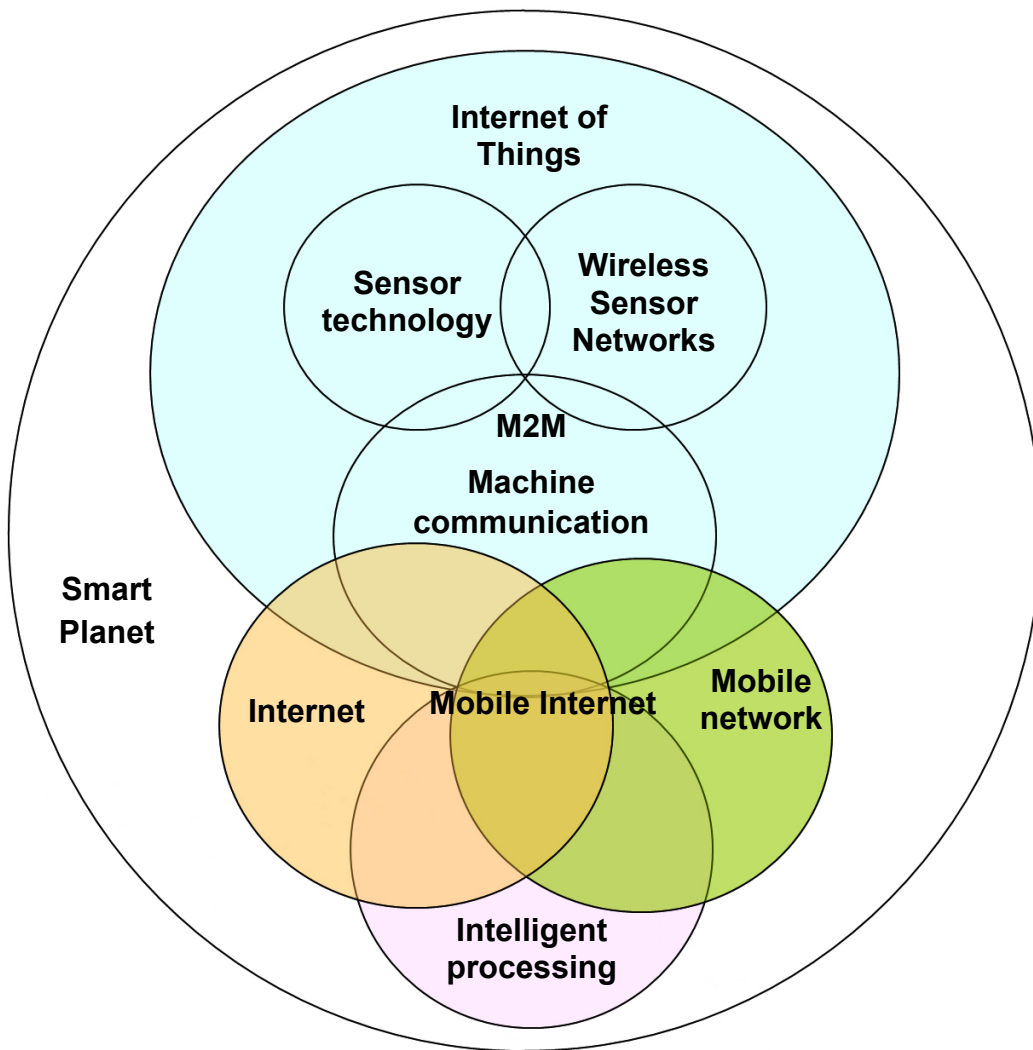 Internet of
Things
Sensor
technology
Wireless
Sensor
Networks
M2M
Machine
communication
Smart
Planet
Internet
Mobile Internet
Mobile
network
Intelligent
processing